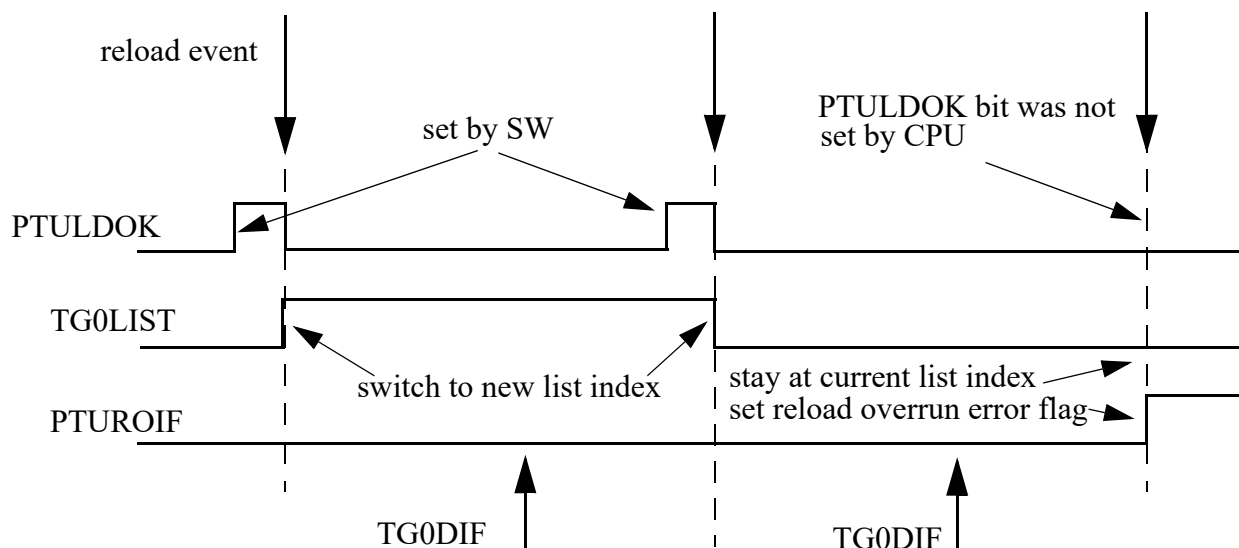 reload event
PTULDOK bit was not
set by CPU
set by SW
PTULDOK
TG0LIST
switch to new list index
stay at current list index
set reload overrun error flag
PTUROIF
TG0DIF
TG0DIF